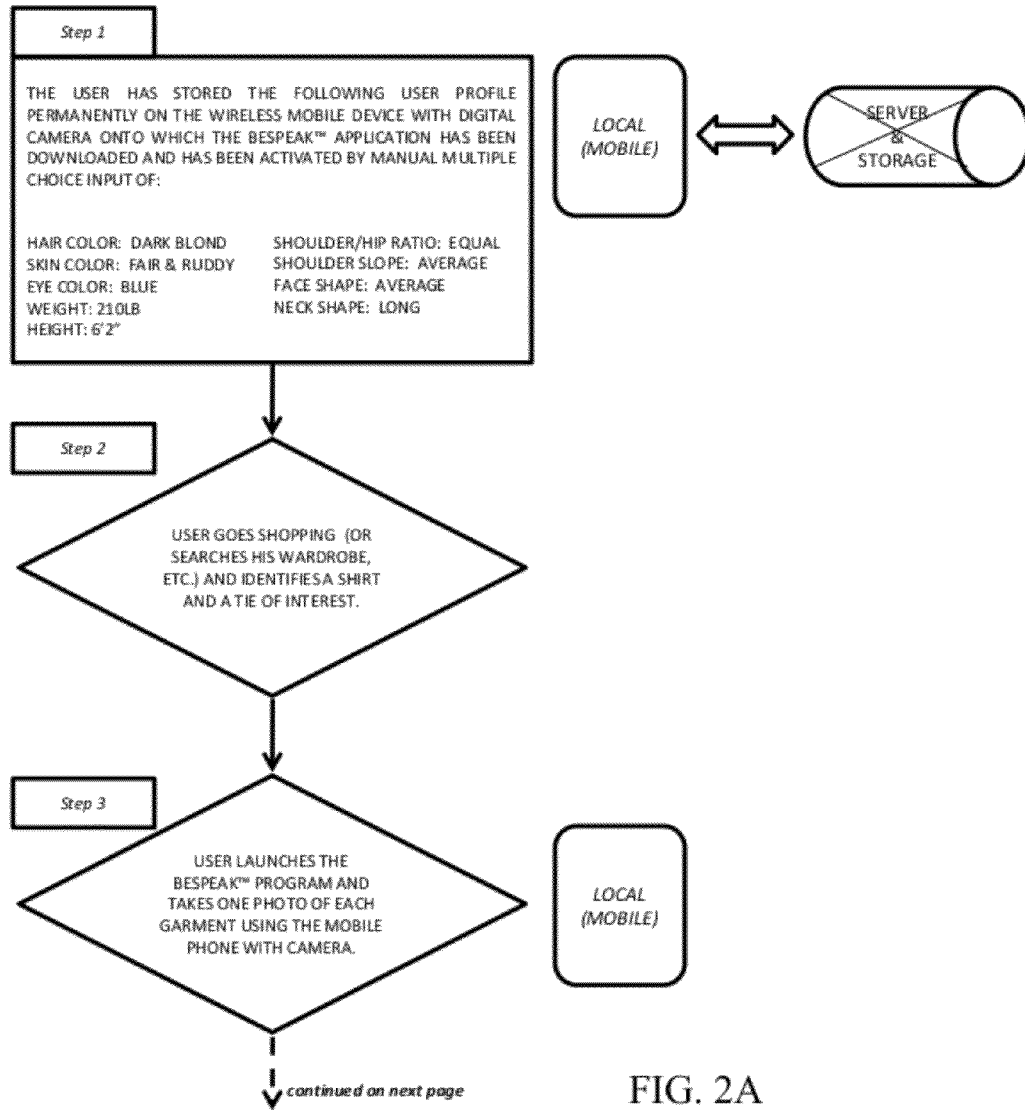 Step 1
THE USER HAS STORED THE FOLLOWING USER PROFILE
PERMANENTLY ON THE WIRELESS MOBILE DEVICE WITH DIGITAL
CAMERA ONTO WHICH THE BESPEAK™ APPLICATION HAS BEEN
DOWNLOADED AND HAS BEEN ACTIVATED BY MANUAL MULTIPLE
CHOICE INPUT OF:
HAIR COLOR: DARK BLOND
SKIN COLOR: FAIR & RUDDY
EYE COLOR: BLUE
WEIGHT: 210LB
HEIGHT: 6'2"
SHOULDER/HIP RATIO: EQUAL
SHOULDER SLOPE: AVERAGE
FACE SHAPE: AVERAGE
NECK SHAPE: LONG
LOCAL
(MOBILE)
SERVER
&
STORAGE
Step 2
USER GOES SHOPPING (OR
SEARCHES HIS WARDROBE,
ETC.) AND IDENTIFIES A SHIRT
AND A TIE OF INTEREST.
Step 3
USER LAUNCHES THE
BESPEAK™ PROGRAM AND
TAKES ONE PHOTO OF EACH
GARMENT USING THE MOBILE
PHONE WITH CAMERA.
LOCAL
(MOBILE)
continued on next page
FIG. 2A